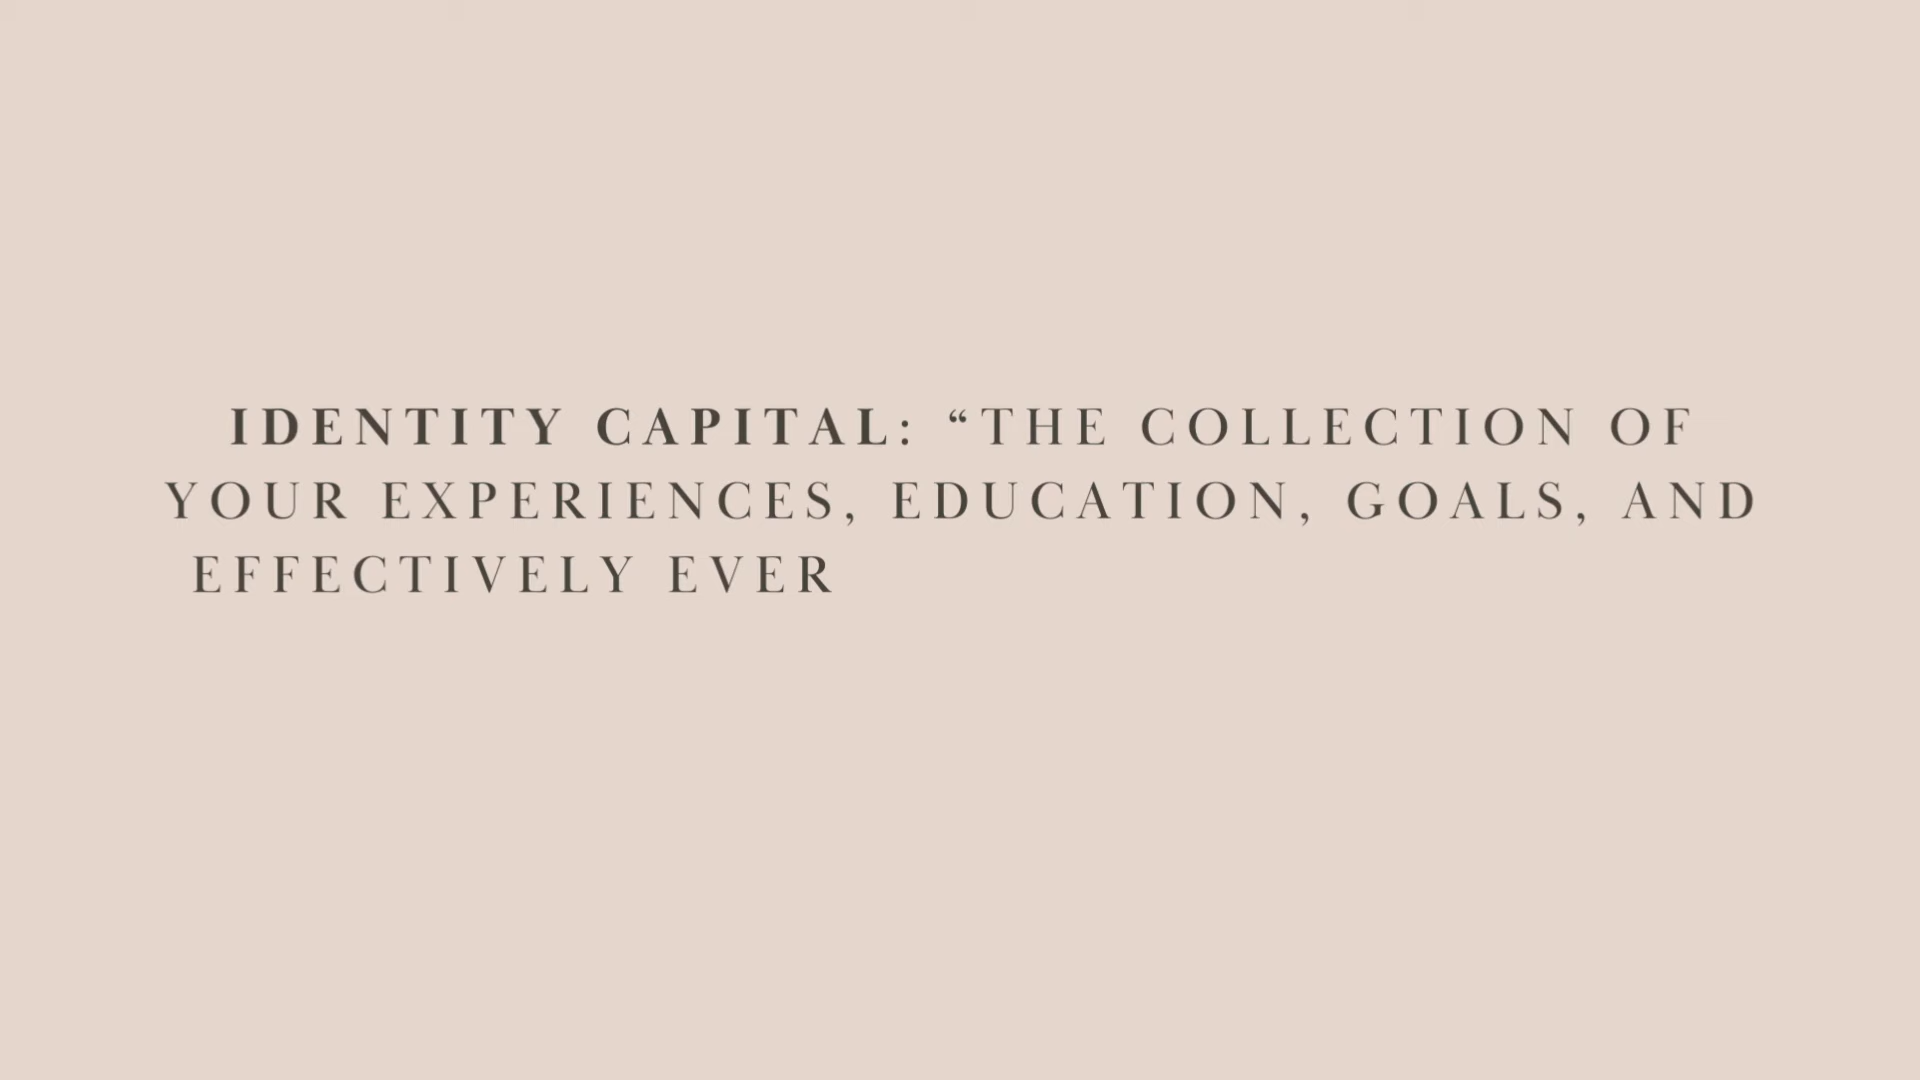 IDENTITY CAPITAL: “THE COLLECTION OF
YOUR EXPERIENCES, EDUCATION, GOALS, AND
EFFECTIVELY EVER